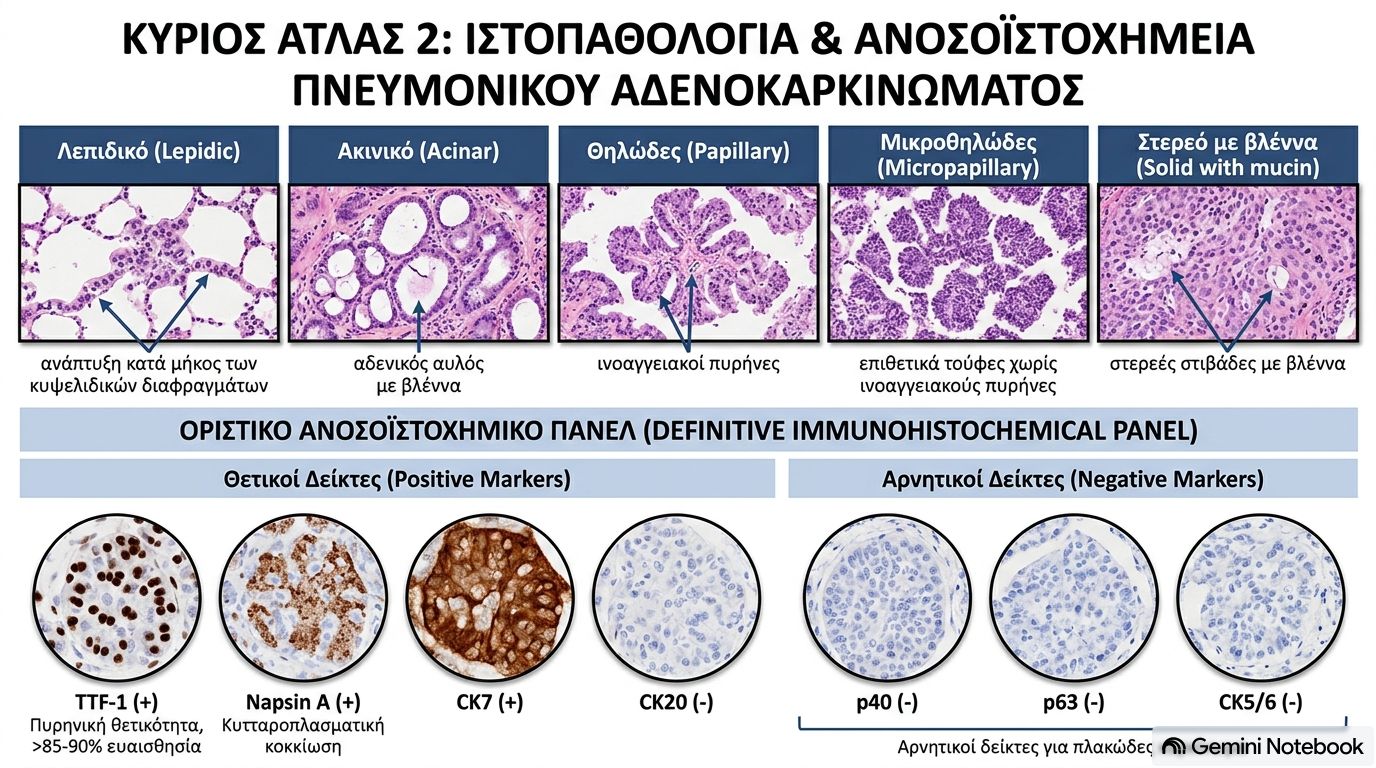 ΚΥΡΙΟΣ ΑΤΛΑΣ 2: ΙΣΤΟΠΑΘΟΛΟΓΙΑ & ΑΝΟΣΟΪΣΤΟΧΗΜΕΙΑ
ΠΝΕΥΜΟΝΙΚΟΥ ΑΔΕΝΟΚΑΡΚΙΝΩΜΑΤΟΣ
Λεπιδικό (Lepidic)
ανάπτυξη κατά μήκος των
κυψελιδικών διαφραγμάτων
Ακινικό (Acinar)
αδενικός αυλός
με βλέννα
Θηλώδες (Papillary)
ινοαγγειακοί πυρήνες
Μικροθηλώδες
(Micropapillary)
επιθετικά τούφες χωρίς
ινοαγγειακούς πυρήνες
Στερεό με βλέννα
(Solid with mucin)
στερεές στιβάδες με βλέννα
ΟΡΙΣΤΙΚΟ ΑΝΟΣΟΪΣΤΟΧΗΜΙΚΟ ΠΑΝΕΛ (DEFINITIVE IMMUNOHISTOCHEMICAL PANEL)
Θετικοί Δείκτες (Positive Markers)
TTF-1 (+)
Πυρηνική θετικότητα,
>85-90% ευαισθησία
Napsin A (+)
Κυτταροπλασματική
κοκκίωση
CK7 (+)
CK20 (-)
Αρνητικοί Δείκτες (Negative Markers)
p40 (-)
p63 (-)
CK5/6 (-)
Αρνητικοί δείκτες για πλακώδες
Gemini Notebook